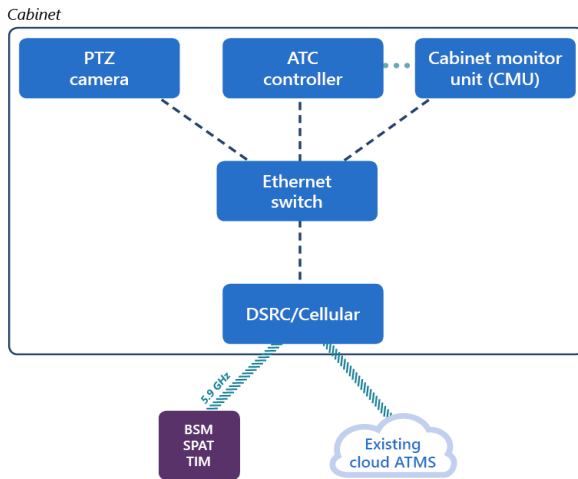 Cabinet
PTZ
camera
ATC
controller
Cabinet monitor
unit (CMU)
Ethernet
switch
DSRC/Cellular
5.9 GHz
BSM
SPAT
TIM
Existing
cloud ATMS